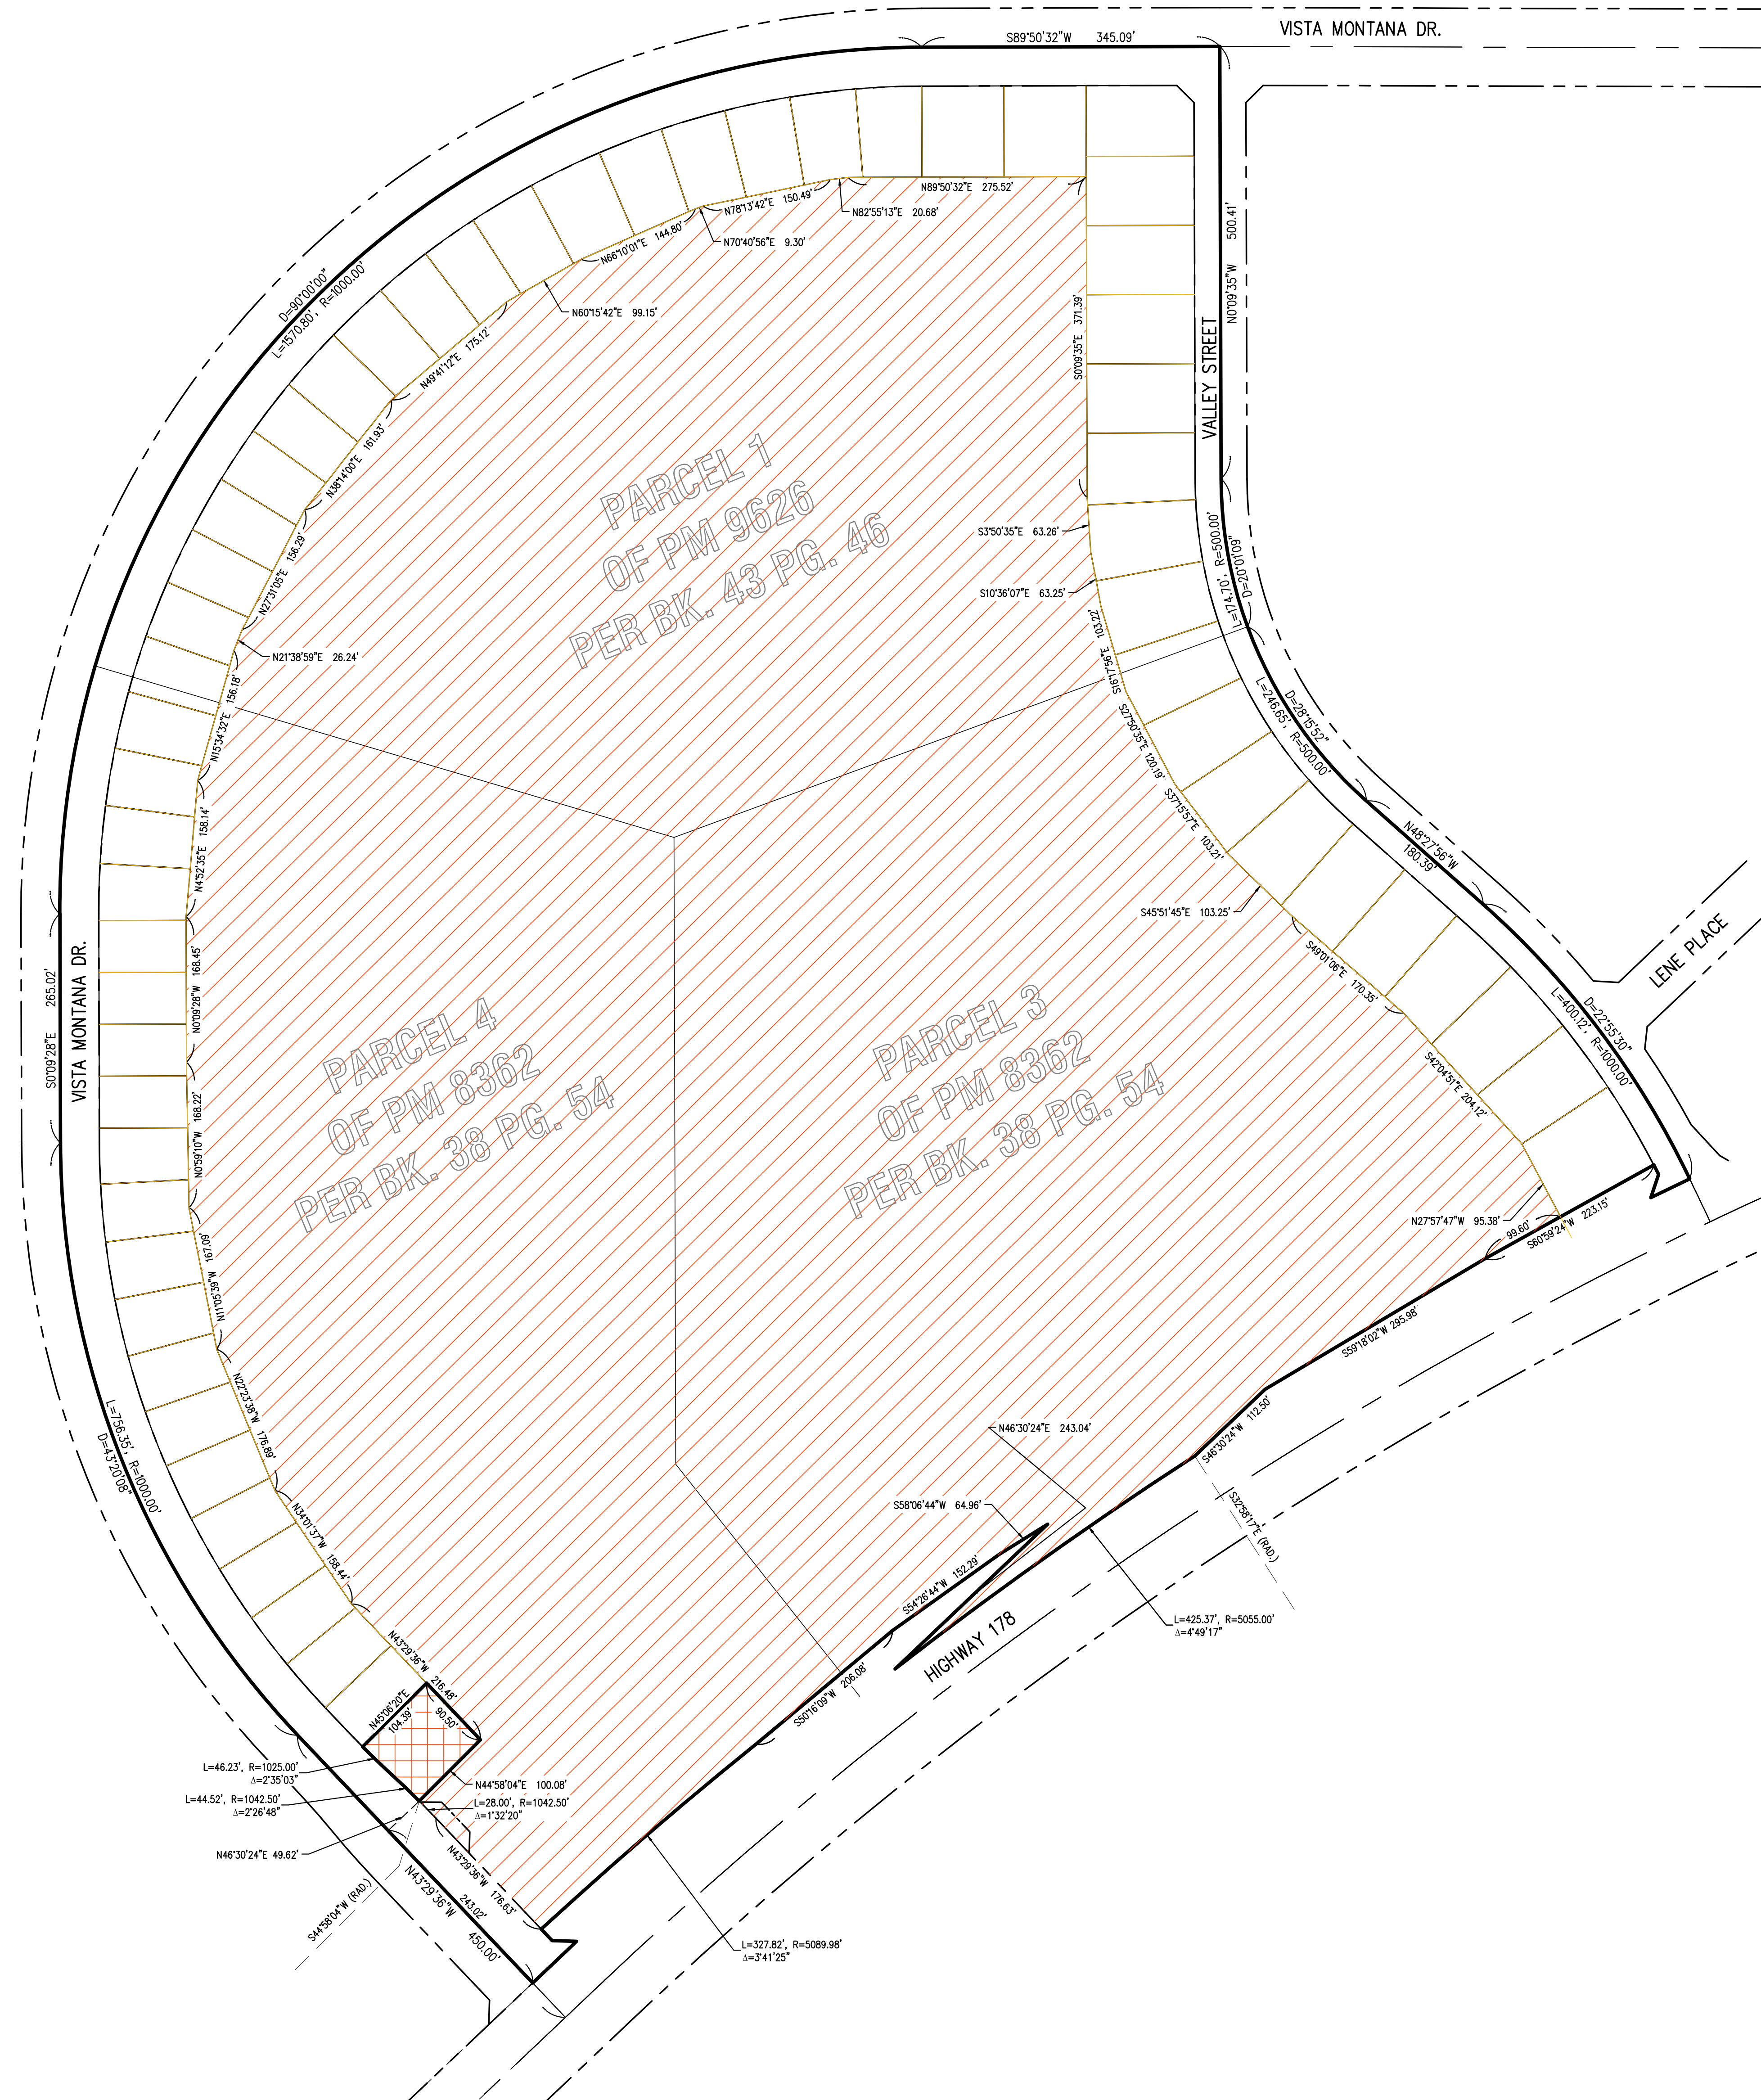 VISTA MONTANA DR.
S89°50'32"W 345.09'
N89°50'32"E 275.52'
N82°55'13"E 20.68'
N78°13'42"E 150.49'
N70°40'56"E 9.30'
N66°10'01"E 144.80'
N60°15'42"E 99.15'
N49°41'12"E 175.12'
N38°14'00"E 161.93'
N27°31'05"E 156.29'
N21°38'59"E 26.24'
N15°34'32"E 156.18'
N4°52'35"E 158.14'
D=90°00'00"
L=1570.80', R=1000.00'
N0°09'35"W 500.41'
VALLEY STREET
S0°09'35"E 371.39'
PARCEL 1
OF PM 9626
PER BK. 43 PG. 46
S3°50'35"E 63.26'
S10°36'07"E 63.25'
S16°17'56"E 103.22'
L=174.70', R=500.00'
D=20°01'09"
S27°50'35"E 120.19'
D=28°15'52"
L=246.65', R=500.00'
S37°15'57"E 103.21'
N48°27'56"W
180.39'
S45°51'45"E 103.25'
S49°01'06"E 170.35'
LENE PLACE
D=22°55'30"
L=400.12', R=1000.00'
S42°04'51"E 204.12'
S0°09'28"E 265.02'
VISTA MONTANA DR.
N0°09'28"W 168.45'
N0°59'10"W 168.22'
PARCEL 4
OF PM 8362
PER BK. 38 PG. 54
PARCEL 3
OF PM 8362
PER BK. 38 PG. 54
N27°57'47"W 95.38'
99.60'
S60°59'24"W 223.15'
N11°05'39"W 167.09'
S59°18'02"W 295.98'
N22°23'38"W 176.89'
L=756.35', R=1000.00'
D=43°20'08"
N46°30'24"E 243.04'
S46°30'24"W 112.50'
S32°58'17"E (RAD.)
N34°01'37"W 158.44'
S58°06'44"W 64.96'
S54°26'44"W 152.29'
L=425.37', R=5055.00'
Δ=4°49'17"
HIGHWAY 178
N43°29'36"W 216.48'
N45°06'20"E
104.39'
90.50'
S50°16'09"W 206.08'
L=46.23', R=1025.00'
Δ=2°35'03"
N44°58'04"E 100.08'
L=44.52', R=1042.50'
Δ=2°26'48"
L=28.00', R=1042.50'
Δ=1°32'20"
N46°30'24"E 49.62'
N43°29'36"W 176.63'
S44°58'04"W (RAD.)
N43°29'36"W 450.00'
243.02'
L=327.82', R=5089.98'
Δ=3°41'25"